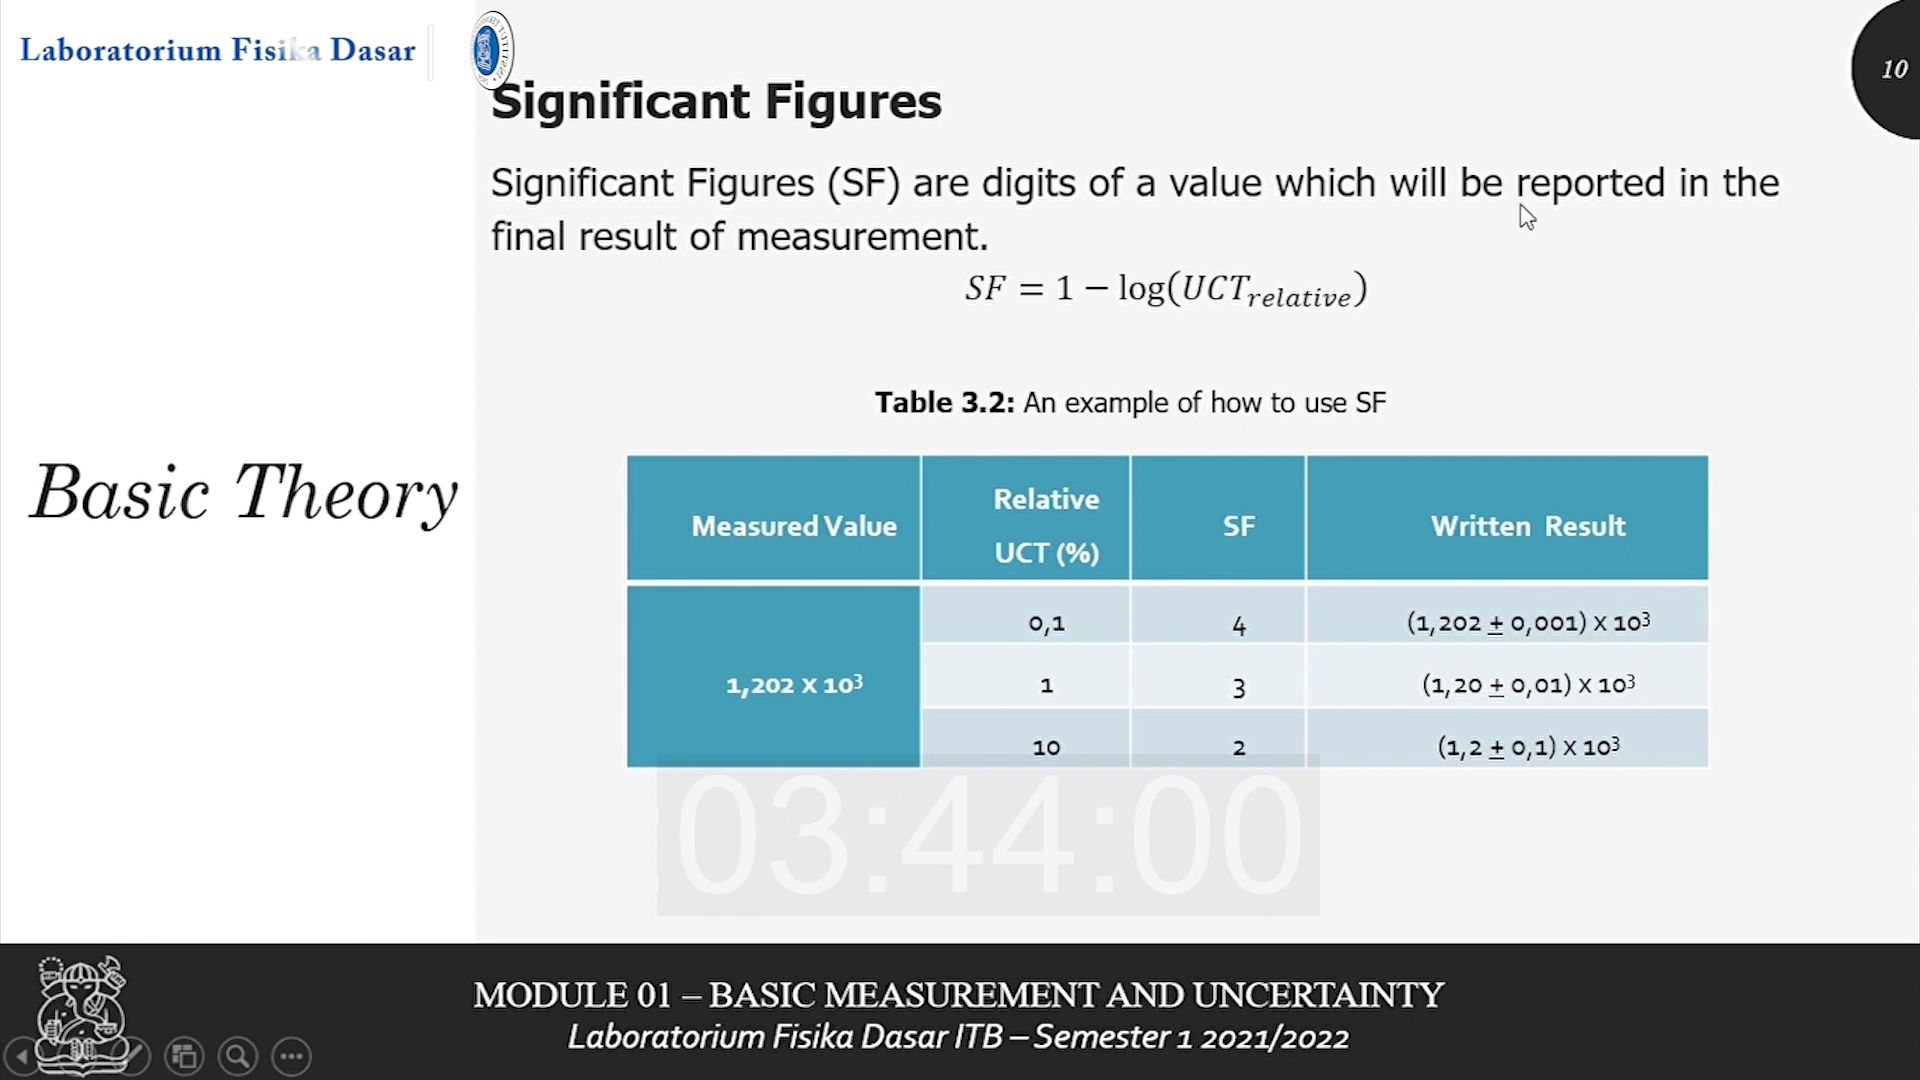 Laboratorium Fisika Dasar
10
Significant Figures
Significant Figures (SF) are digits of a value which will be reported in the
final result of measurement.
SF = 1 − log(UCT_relative)
Table 3.2: An example of how to use SF
Basic Theory
Measured Value
Relative
UCT (%)
SF
Written Result
1,202 X 10³
0,1
4
(1,202 ± 0,001) X 10³
1
3
(1,20 ± 0,01) X 10³
10
2
(1,2 ± 0,1) X 10³
03:44:00
MODULE 01 – BASIC MEASUREMENT AND UNCERTAINTY
Laboratorium Fisika Dasar ITB – Semester 1 2021/2022